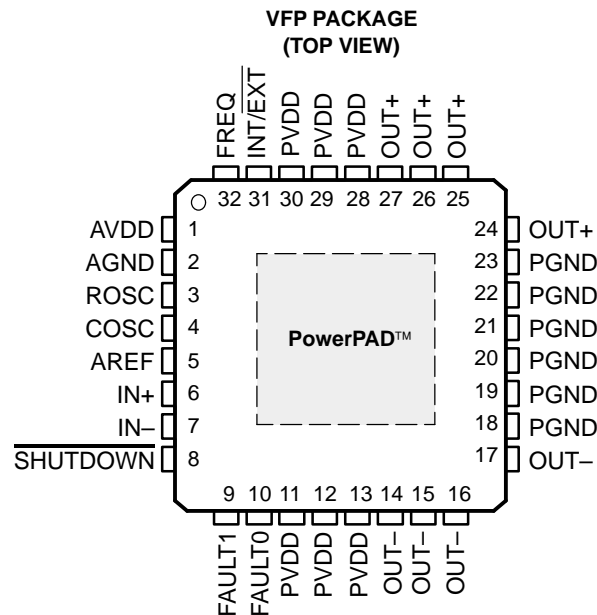 VFP PACKAGE
(TOP VIEW)
FREQ
INT/EXT
PVDD
PVDD
PVDD
OUT+
OUT+
OUT+
32 31 30 29 28 27 26 25
AVDD 1
AGND 2
ROSC 3
COSC 4
AREF 5
IN+ 6
IN– 7
SHUTDOWN 8
PowerPAD™
24 OUT+
23 PGND
22 PGND
21 PGND
20 PGND
19 PGND
18 PGND
17 OUT–
9 10 11 12 13 14 15 16
FAULT1
FAULT0
PVDD
PVDD
PVDD
OUT–
OUT–
OUT–